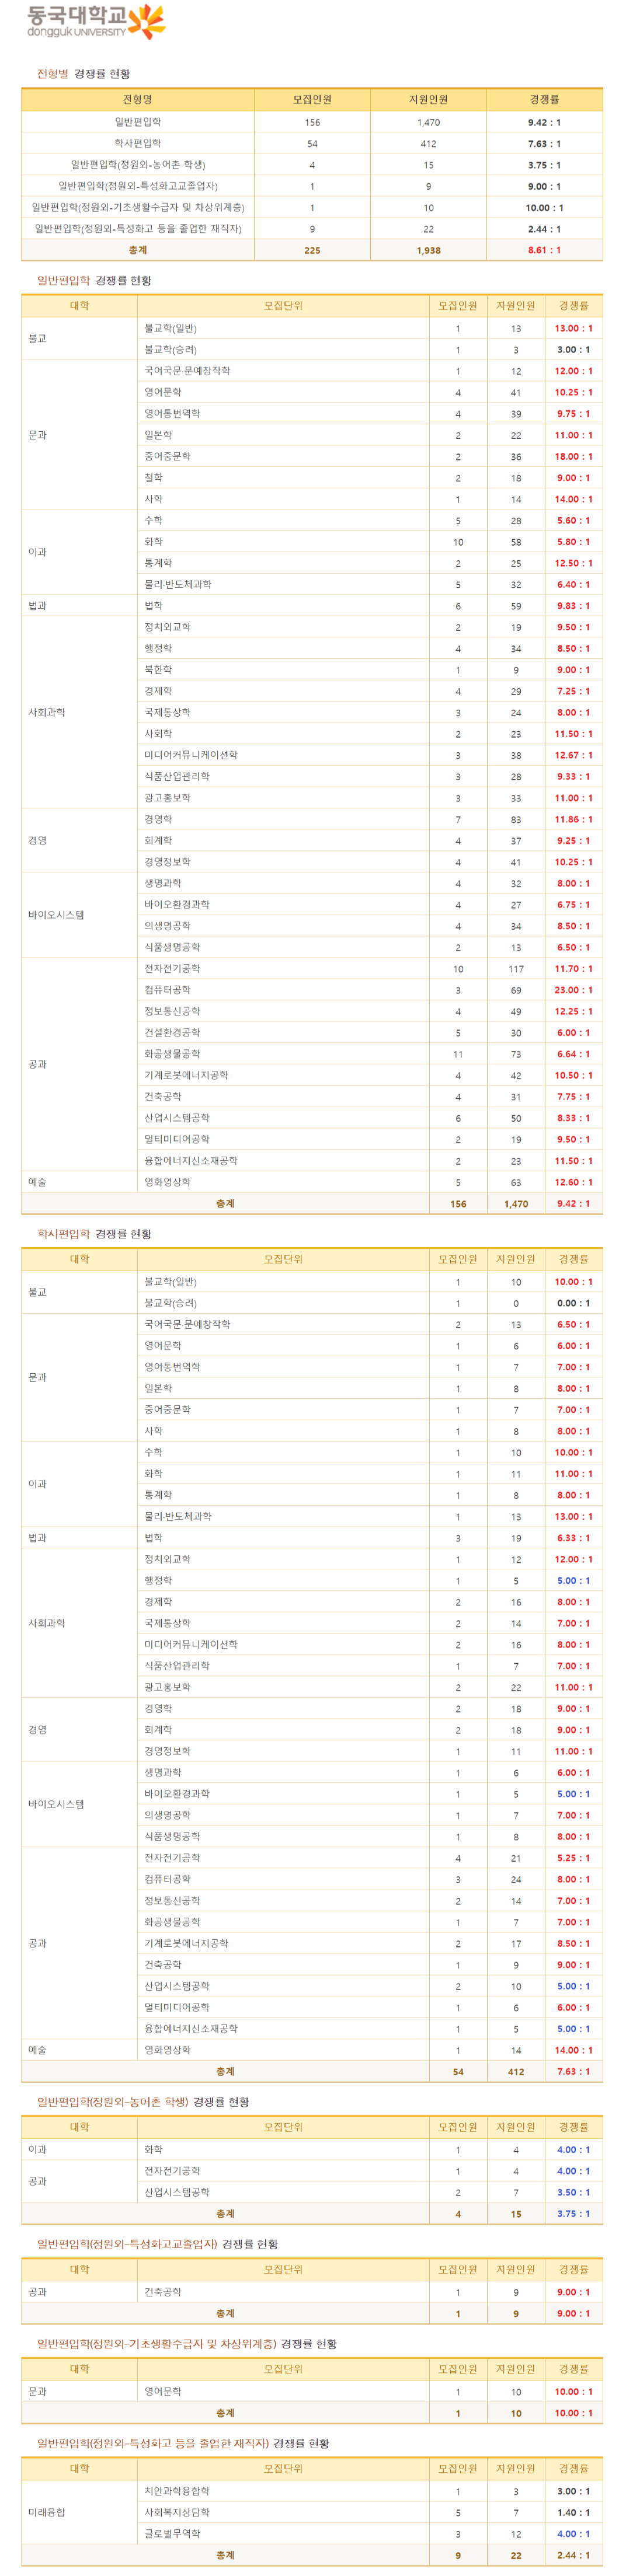 동국대학교
dongguk UNIVERSITY
전형별 경쟁률 현황
전형명 모집인원 지원인원 경쟁률
일반편입학 156 1,470 9.42 : 1
학사편입학 54 412 7.63 : 1
일반편입학(정원외-농어촌 학생) 4 15 3.75 : 1
일반편입학(정원외-특성화고교졸업자) 1 9 9.00 : 1
일반편입학(정원외-기초생활수급자 및 차상위계층) 1 10 10.00 : 1
일반편입학(정원외-특성화고 등을 졸업한 재직자) 9 22 2.44 : 1
총계 225 1,938 8.61 : 1
일반편입학 경쟁률 현황
대학 모집단위 모집인원 지원인원 경쟁률
불교 불교학(일반) 1 13 13.00 : 1
불교학(승려) 1 3 3.00 : 1
문과 국어국문·문예창작학 1 12 12.00 : 1
영어문학 4 41 10.25 : 1
영어통번역학 4 39 9.75 : 1
일본학 2 22 11.00 : 1
중어중문학 2 36 18.00 : 1
철학 2 18 9.00 : 1
사학 1 14 14.00 : 1
이과 수학 5 28 5.60 : 1
화학 10 58 5.80 : 1
통계학 2 25 12.50 : 1
물리·반도체과학 5 32 6.40 : 1
법과 법학 6 59 9.83 : 1
사회과학 정치외교학 2 19 9.50 : 1
행정학 4 34 8.50 : 1
북한학 1 9 9.00 : 1
경제학 4 29 7.25 : 1
국제통상학 3 24 8.00 : 1
사회학 2 23 11.50 : 1
미디어커뮤니케이션학 3 38 12.67 : 1
식품산업관리학 3 28 9.33 : 1
광고홍보학 3 33 11.00 : 1
경영 경영학 7 83 11.86 : 1
회계학 4 37 9.25 : 1
경영정보학 4 41 10.25 : 1
바이오시스템 생명과학 4 32 8.00 : 1
바이오환경과학 4 27 6.75 : 1
의생명공학 4 34 8.50 : 1
식품생명공학 2 13 6.50 : 1
공과 전자전기공학 10 117 11.70 : 1
컴퓨터공학 3 69 23.00 : 1
정보통신공학 4 49 12.25 : 1
건설환경공학 5 30 6.00 : 1
화공생물공학 11 73 6.64 : 1
기계로봇에너지공학 4 42 10.50 : 1
건축공학 4 31 7.75 : 1
산업시스템공학 6 50 8.33 : 1
멀티미디어공학 2 19 9.50 : 1
융합에너지신소재공학 2 23 11.50 : 1
예술 영화영상학 5 63 12.60 : 1
총계 156 1,470 9.42 : 1
학사편입학 경쟁률 현황
대학 모집단위 모집인원 지원인원 경쟁률
불교 불교학(일반) 1 10 10.00 : 1
불교학(승려) 1 0 0.00 : 1
문과 국어국문·문예창작학 2 13 6.50 : 1
영어문학 1 6 6.00 : 1
영어통번역학 1 7 7.00 : 1
일본학 1 8 8.00 : 1
중어중문학 1 7 7.00 : 1
사학 1 8 8.00 : 1
이과 수학 1 10 10.00 : 1
화학 1 11 11.00 : 1
통계학 1 8 8.00 : 1
물리·반도체과학 1 13 13.00 : 1
법과 법학 3 19 6.33 : 1
사회과학 정치외교학 1 12 12.00 : 1
행정학 1 5 5.00 : 1
경제학 2 16 8.00 : 1
국제통상학 2 14 7.00 : 1
미디어커뮤니케이션학 2 16 8.00 : 1
식품산업관리학 1 7 7.00 : 1
광고홍보학 2 22 11.00 : 1
경영 경영학 2 18 9.00 : 1
회계학 2 18 9.00 : 1
경영정보학 1 11 11.00 : 1
바이오시스템 생명과학 1 6 6.00 : 1
바이오환경과학 1 5 5.00 : 1
의생명공학 1 7 7.00 : 1
식품생명공학 1 8 8.00 : 1
공과 전자전기공학 4 21 5.25 : 1
컴퓨터공학 3 24 8.00 : 1
정보통신공학 2 14 7.00 : 1
화공생물공학 1 7 7.00 : 1
기계로봇에너지공학 2 17 8.50 : 1
건축공학 1 9 9.00 : 1
산업시스템공학 2 10 5.00 : 1
멀티미디어공학 1 6 6.00 : 1
융합에너지신소재공학 1 5 5.00 : 1
예술 영화영상학 1 14 14.00 : 1
총계 54 412 7.63 : 1
일반편입학(정원외-농어촌 학생) 경쟁률 현황
대학 모집단위 모집인원 지원인원 경쟁률
이과 화학 1 4 4.00 : 1
공과 전자전기공학 1 4 4.00 : 1
산업시스템공학 2 7 3.50 : 1
총계 4 15 3.75 : 1
일반편입학(정원외-특성화고교졸업자) 경쟁률 현황
대학 모집단위 모집인원 지원인원 경쟁률
공과 건축공학 1 9 9.00 : 1
총계 1 9 9.00 : 1
일반편입학(정원외-기초생활수급자 및 차상위계층) 경쟁률 현황
대학 모집단위 모집인원 지원인원 경쟁률
문과 영어문학 1 10 10.00 : 1
총계 1 10 10.00 : 1
일반편입학(정원외-특성화고 등을 졸업한 재직자) 경쟁률 현황
대학 모집단위 모집인원 지원인원 경쟁률
미래융합 치안과학융합학 1 3 3.00 : 1
사회복지상담학 5 7 1.40 : 1
글로벌무역학 3 12 4.00 : 1
총계 9 22 2.44 : 1